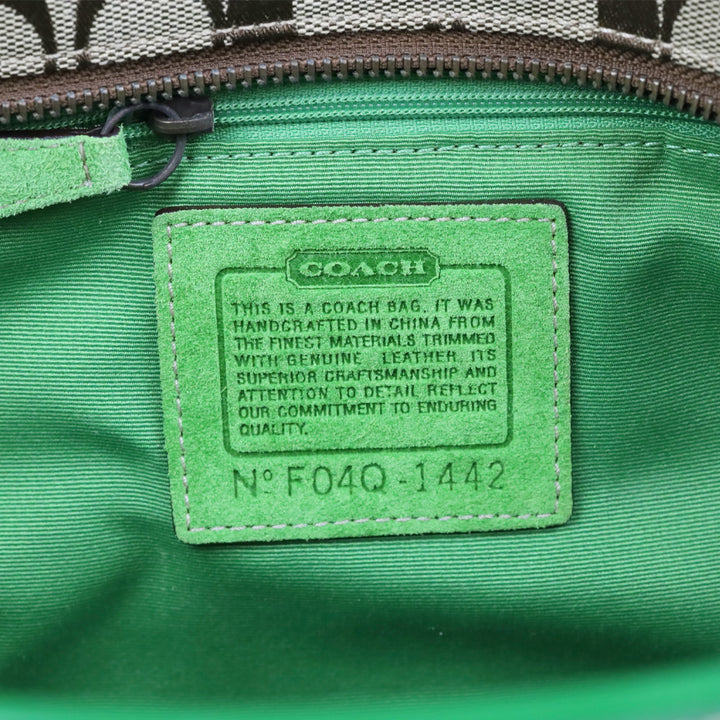 COACH
THIS IS A COACH BAG. IT WAS
HANDCRAFTED IN CHINA FROM
THE FINEST MATERIALS TRIMMED
WITH GENUINE LEATHER. ITS
SUPERIOR CRAFTSMANSHIP AND
ATTENTION TO DETAIL REFLECT
OUR COMMITMENT TO ENDURING
QUALITY.
Nº F04Q-1442